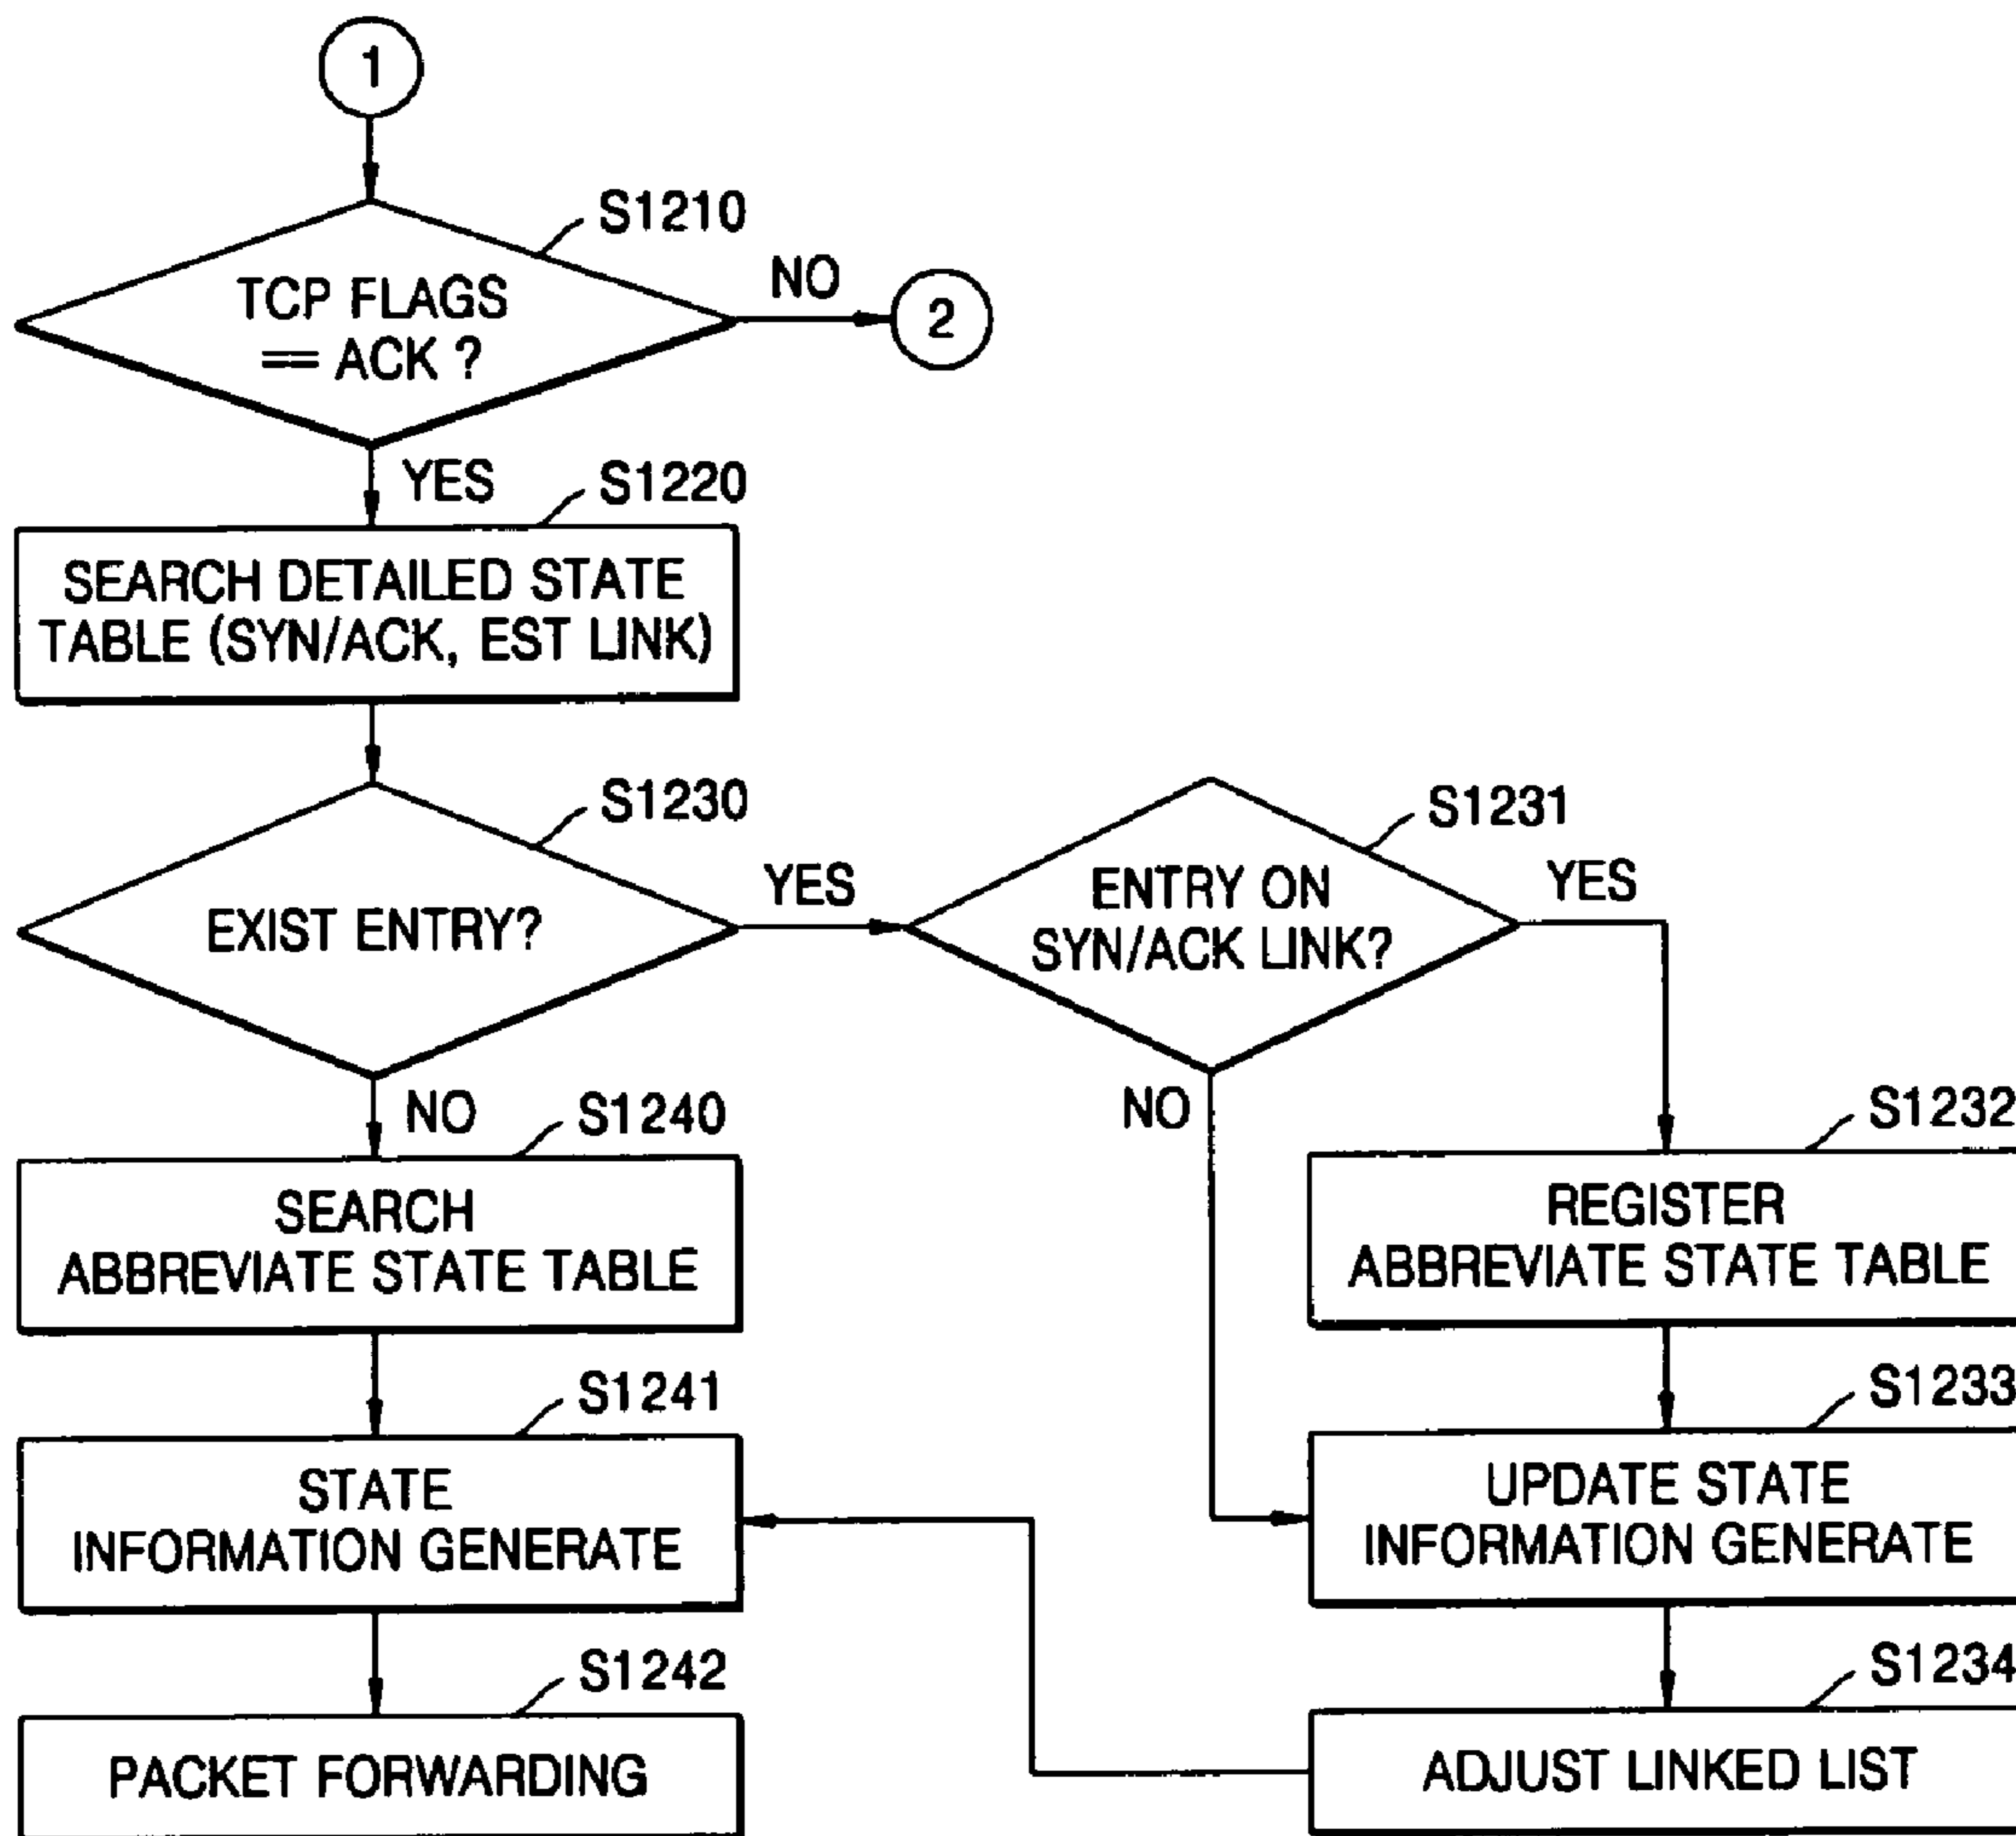 1
S1210
TCP FLAGS
== ACK ?
NO
2
YES
S1220
SEARCH DETAILED STATE
TABLE (SYN/ACK, EST LINK)
S1230
EXIST ENTRY?
YES
S1231
ENTRY ON
SYN/ACK LINK?
YES
NO
S1240
SEARCH
ABBREVIATE STATE TABLE
NO
S1232
REGISTER
ABBREVIATE STATE TABLE
S1241
STATE
INFORMATION GENERATE
S1233
UPDATE STATE
INFORMATION GENERATE
S1242
PACKET FORWARDING
S1234
ADJUST LINKED LIST